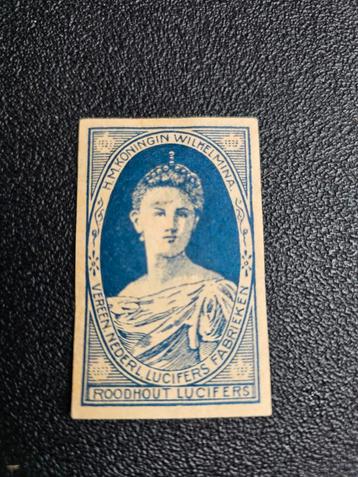 H.M. KONINGIN WILHELMINA.
VEREEN. NEDERL. LUCIFERS FABRIEKEN
ROODHOUT LUCIFERS